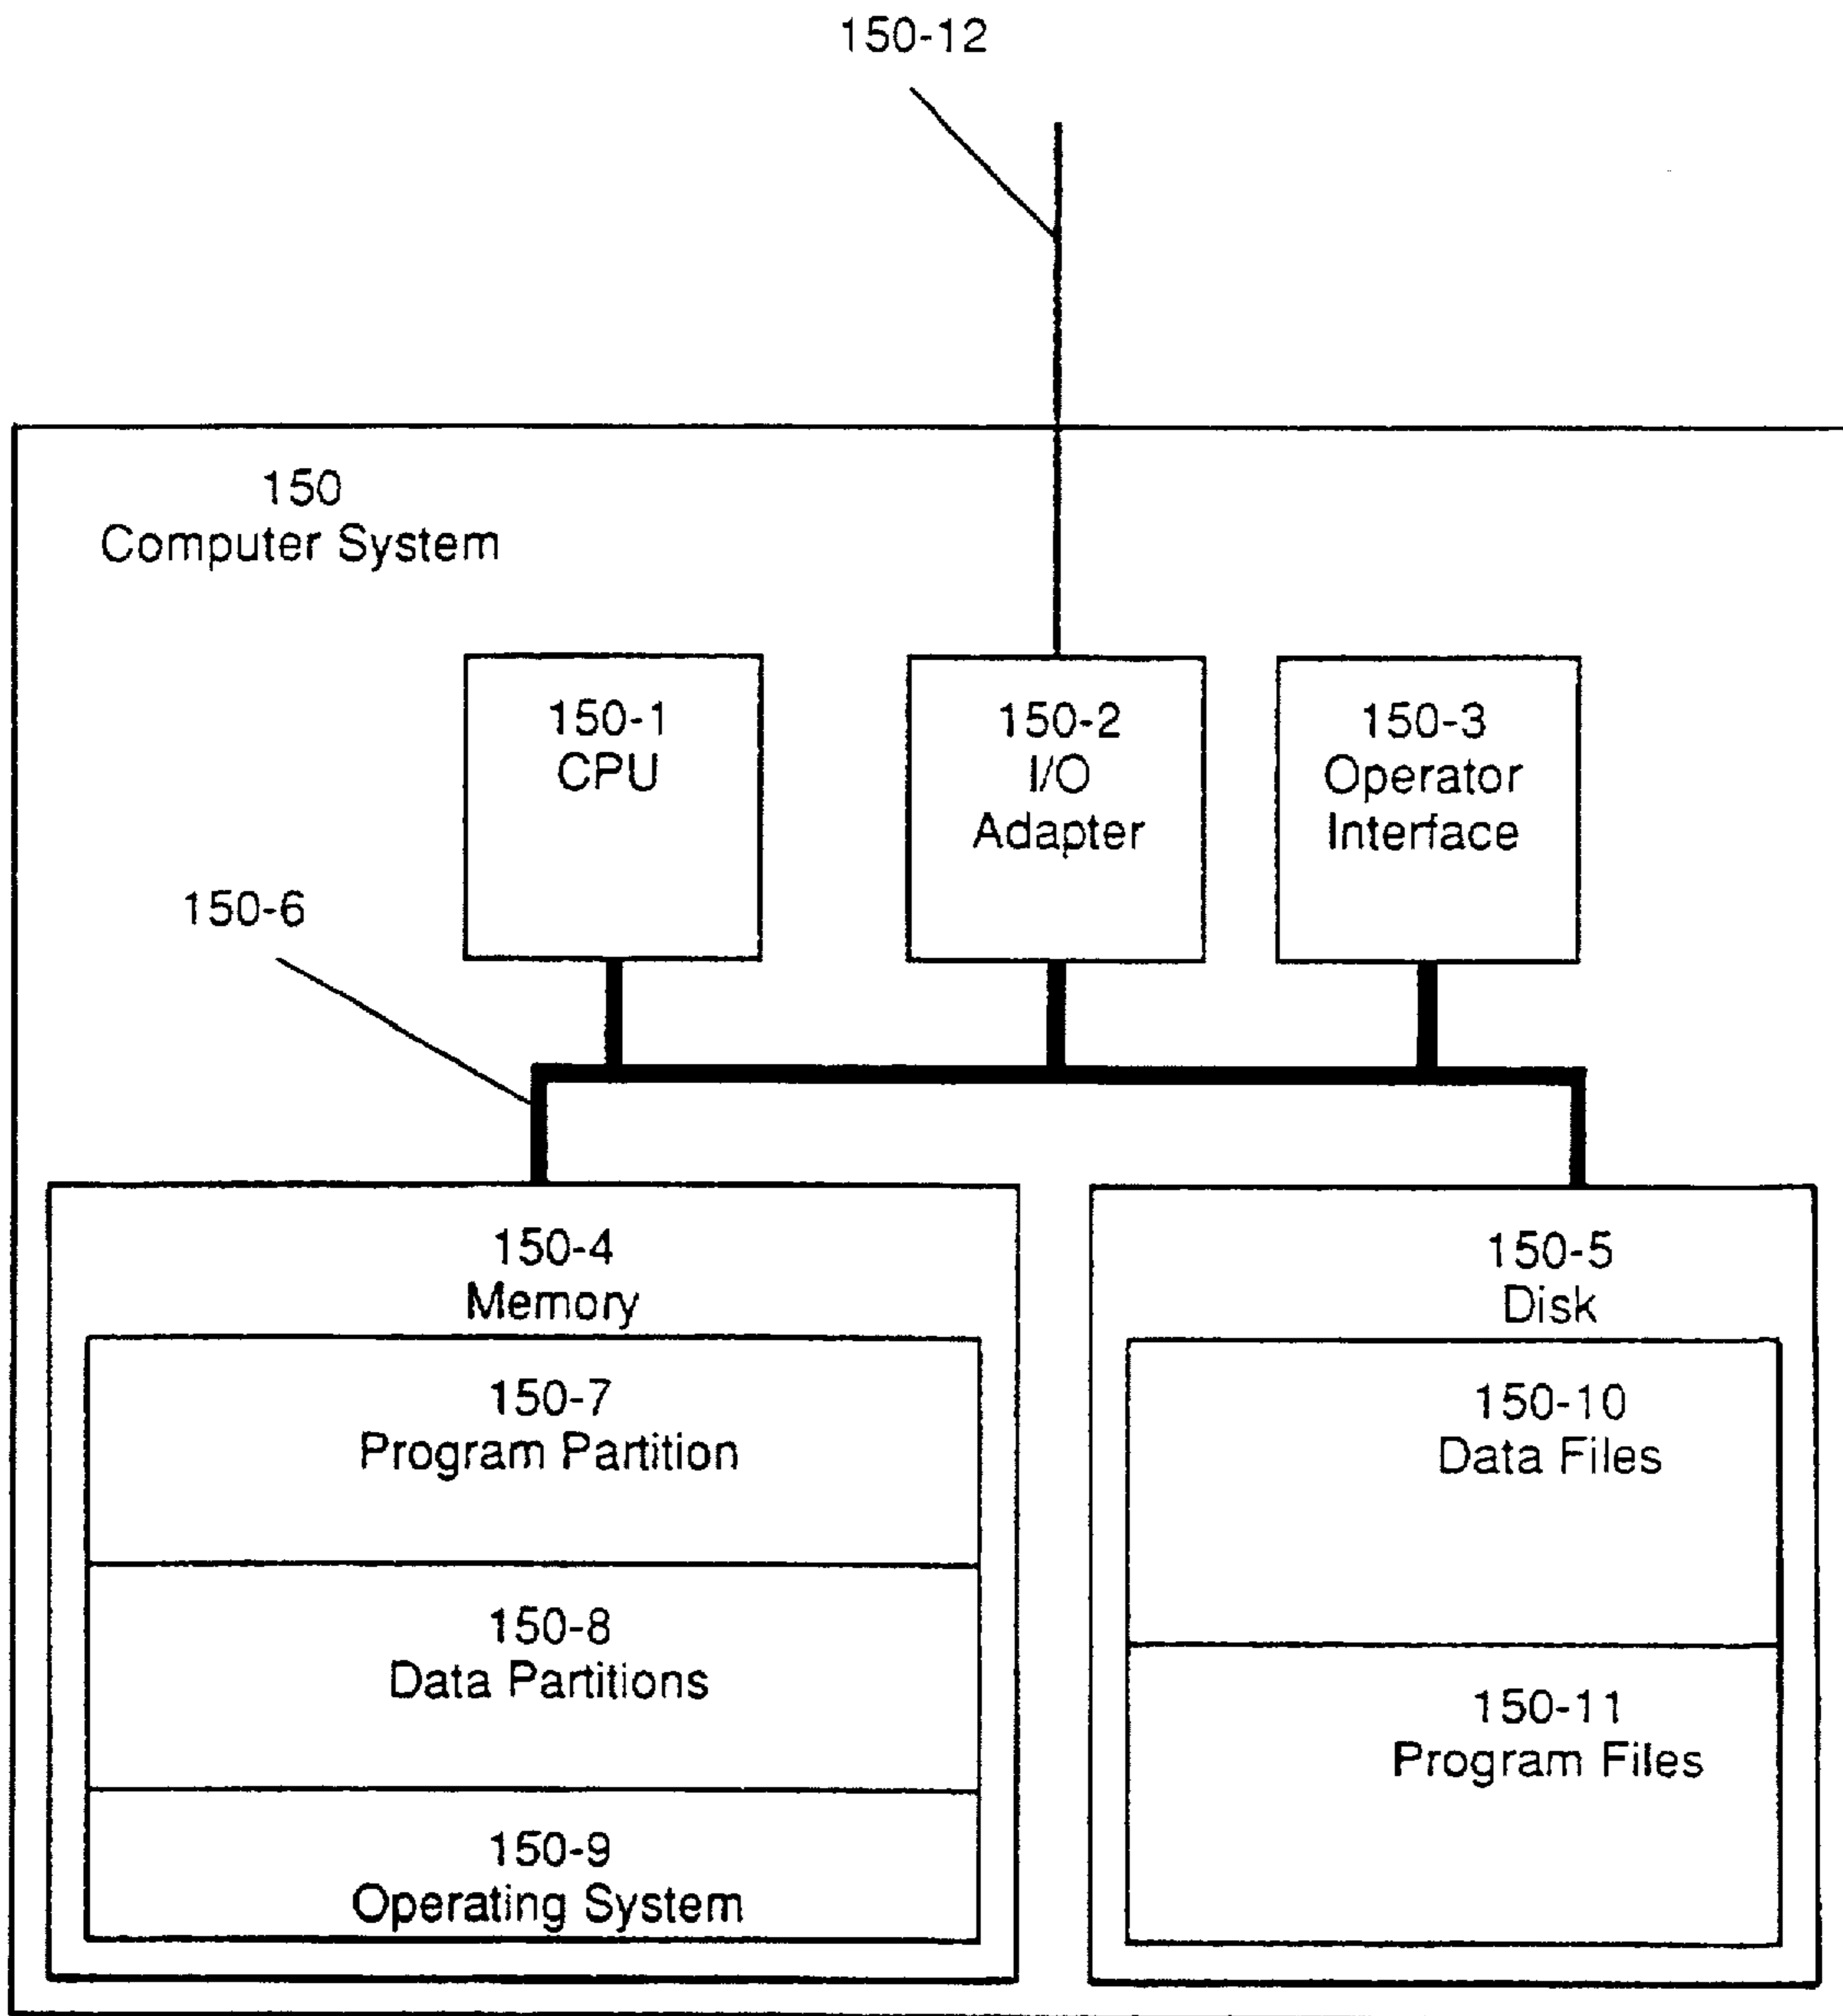 150-12
150
Computer System
150-1
CPU
150-2
I/O
Adapter
150-3
Operator
Interface
150-6
150-4
Memory
150-7
Program Partition
150-8
Data Partitions
150-9
Operating System
150-5
Disk
150-10
Data Files
150-11
Program Files